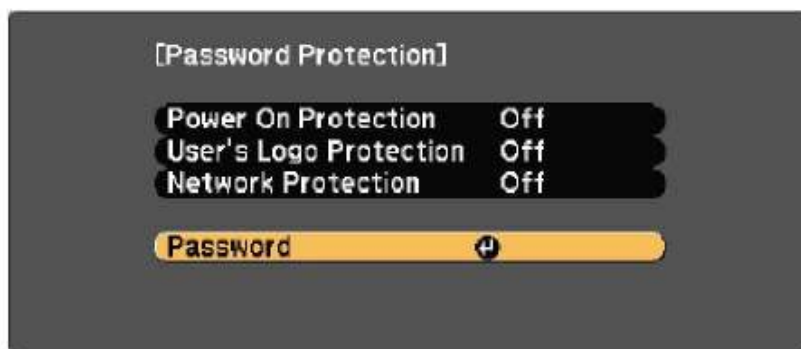 [Password Protection]
Power On Protection Off
User's Logo Protection Off
Network Protection Off
Password